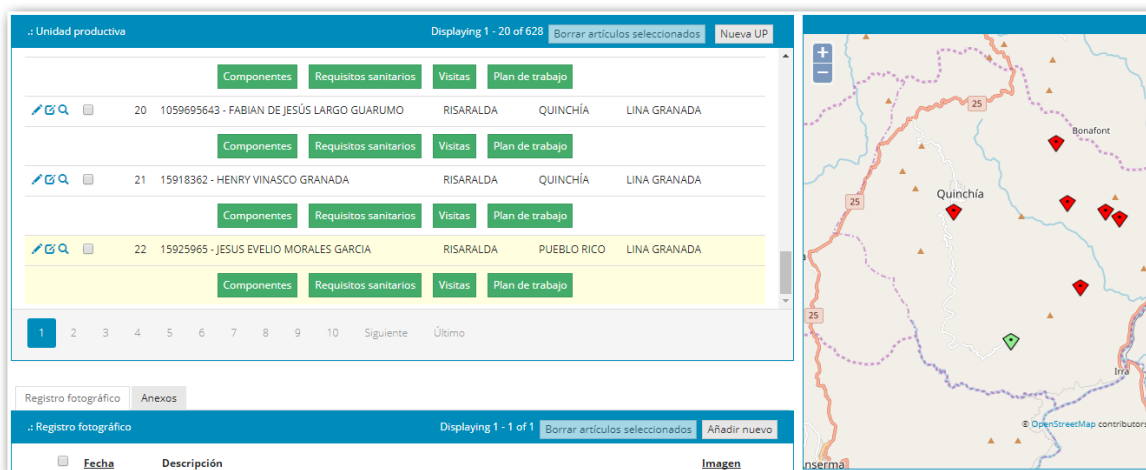 .: Unidad productiva Displaying 1 - 20 of 628 Borrar artículos seleccionados Nueva UP
Componentes Requisitos sanitarios Visitas Plan de trabajo
20 1059695643 - FABIAN DE JESÚS LARGO GUARUMO RISARALDA QUINCHÍA LINA GRANADA
Componentes Requisitos sanitarios Visitas Plan de trabajo
21 15918362 - HENRY VINASCO GRANADA RISARALDA QUINCHÍA LINA GRANADA
Componentes Requisitos sanitarios Visitas Plan de trabajo
22 15925965 - JESUS EVELIO MORALES GARCIA RISARALDA PUEBLO RICO LINA GRANADA
Componentes Requisitos sanitarios Visitas Plan de trabajo
1 2 3 4 5 6 7 8 9 10 Siguiente Último
Registro fotográfico Anexos
.: Registro fotográfico Displaying 1 - 1 of 1 Borrar artículos seleccionados Añadir nuevo
Fecha Descripción Imagen
+
−
25
Bonafont
Quinchía
25
25
Irra
© OpenStreetMap contributors
nserma